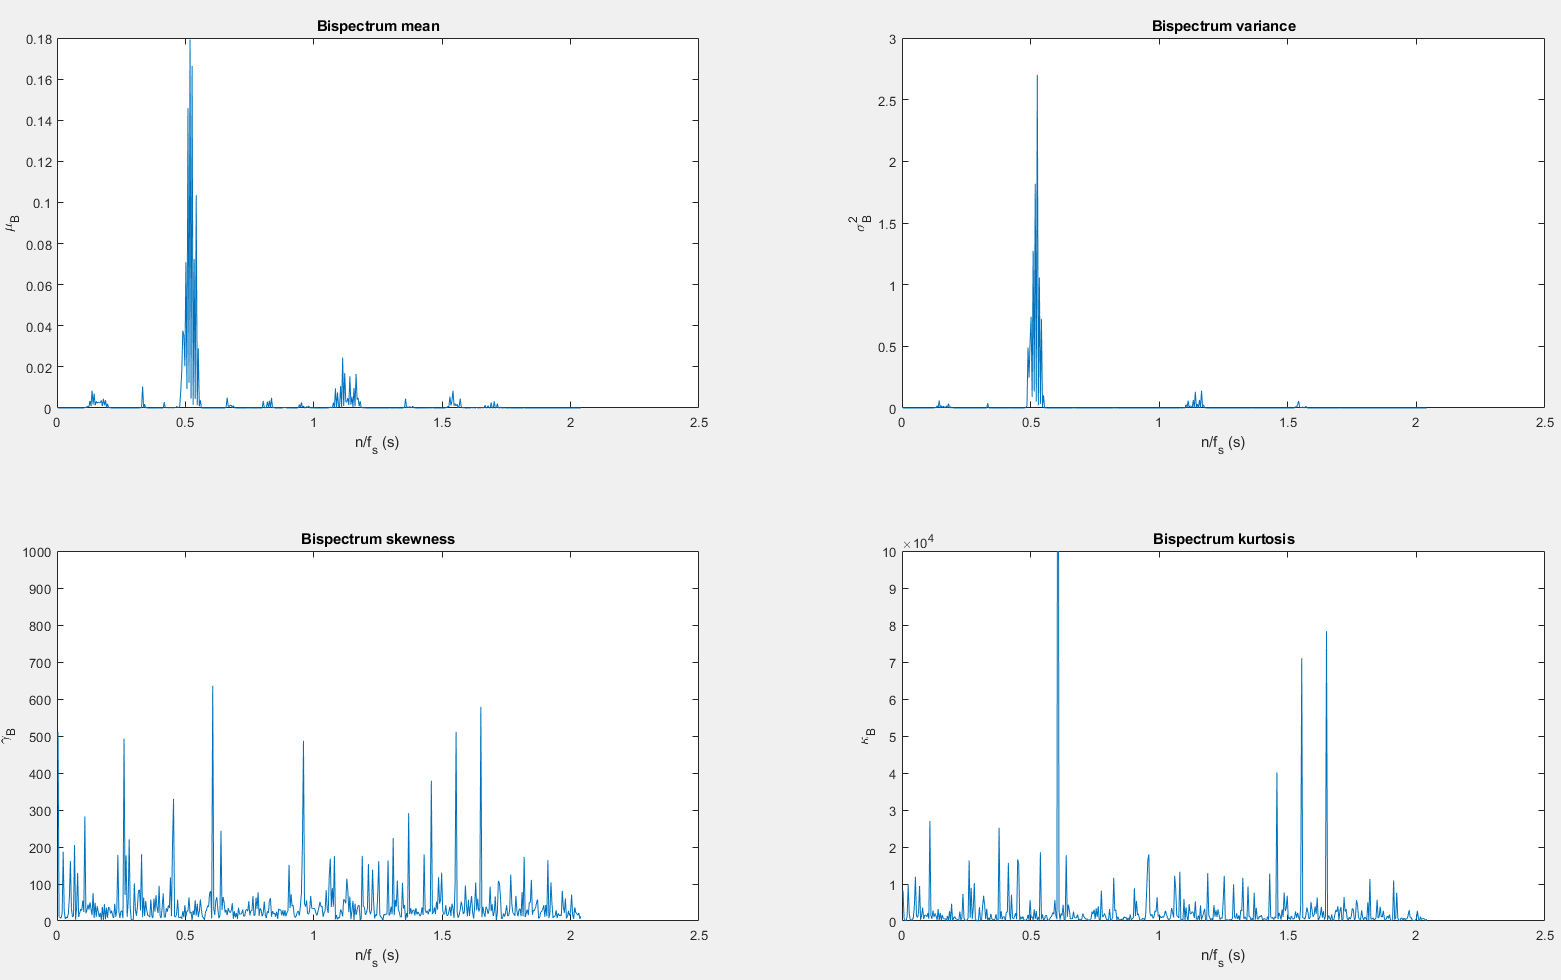 Bispectrum mean
0.18
0.16
0.14
0.12
0.1
0.08
0.06
0.04
0.02
0
μB
0 0.5 1 1.5 2 2.5
n/fs (s)
Bispectrum variance
3
2.5
2
1.5
1
0.5
0
σ2B
0 0.5 1 1.5 2 2.5
n/fs (s)
Bispectrum skewness
1000
900
800
700
600
500
400
300
200
100
0
γB
0 0.5 1 1.5 2 2.5
n/fs (s)
Bispectrum kurtosis
×104
10
9
8
7
6
5
4
3
2
1
0
κB
0 0.5 1 1.5 2 2.5
n/fs (s)